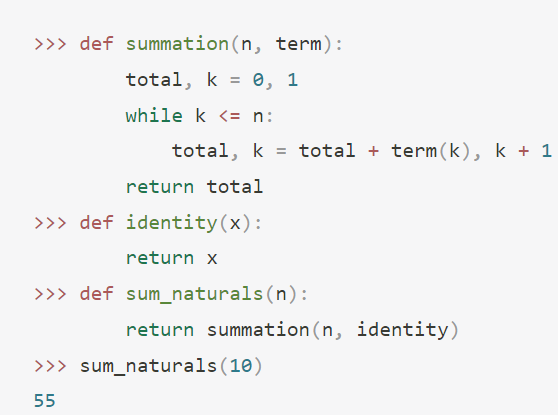 >>> def summation(n, term):
        total, k = 0, 1
        while k <= n:
            total, k = total + term(k), k + 1
        return total
>>> def identity(x):
        return x
>>> def sum_naturals(n):
        return summation(n, identity)
>>> sum_naturals(10)
55